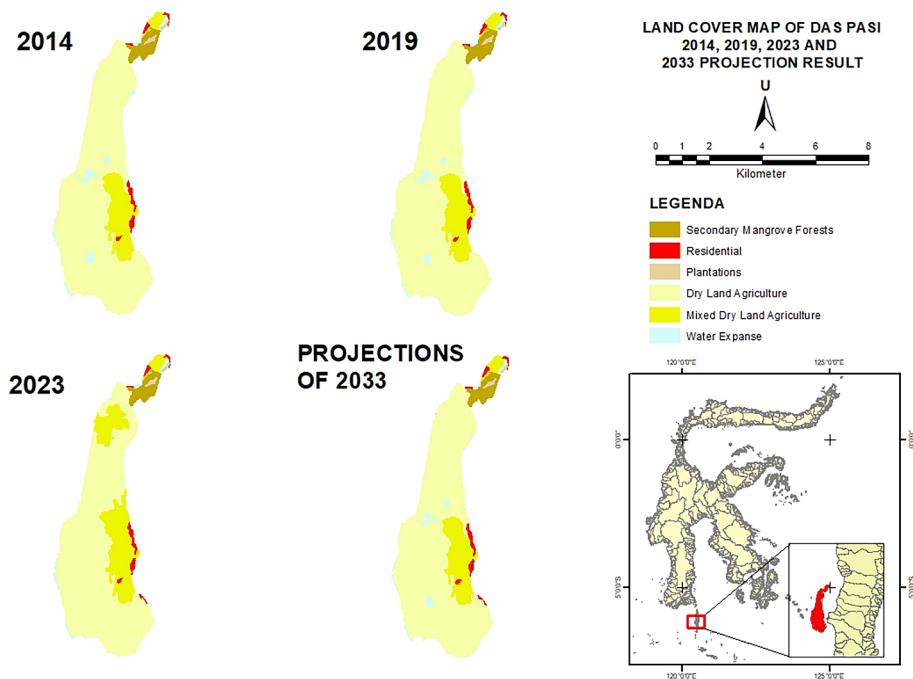 2014
2019
LAND COVER MAP OF DAS PASI
2014, 2019, 2023 AND
2033 PROJECTION RESULT
U
0 1 2 4 6 8
Kilometer
LEGENDA
Secondary Mangrove Forests
Residential
Plantations
Dry Land Agriculture
Mixed Dry Land Agriculture
Water Expanse
2023
PROJECTIONS
OF 2033
120°0'0"E 125°0'0"E
0°0'0" 0°0'0"
5°0'0"S 5°0'0"S
120°0'0"E 125°0'0"E